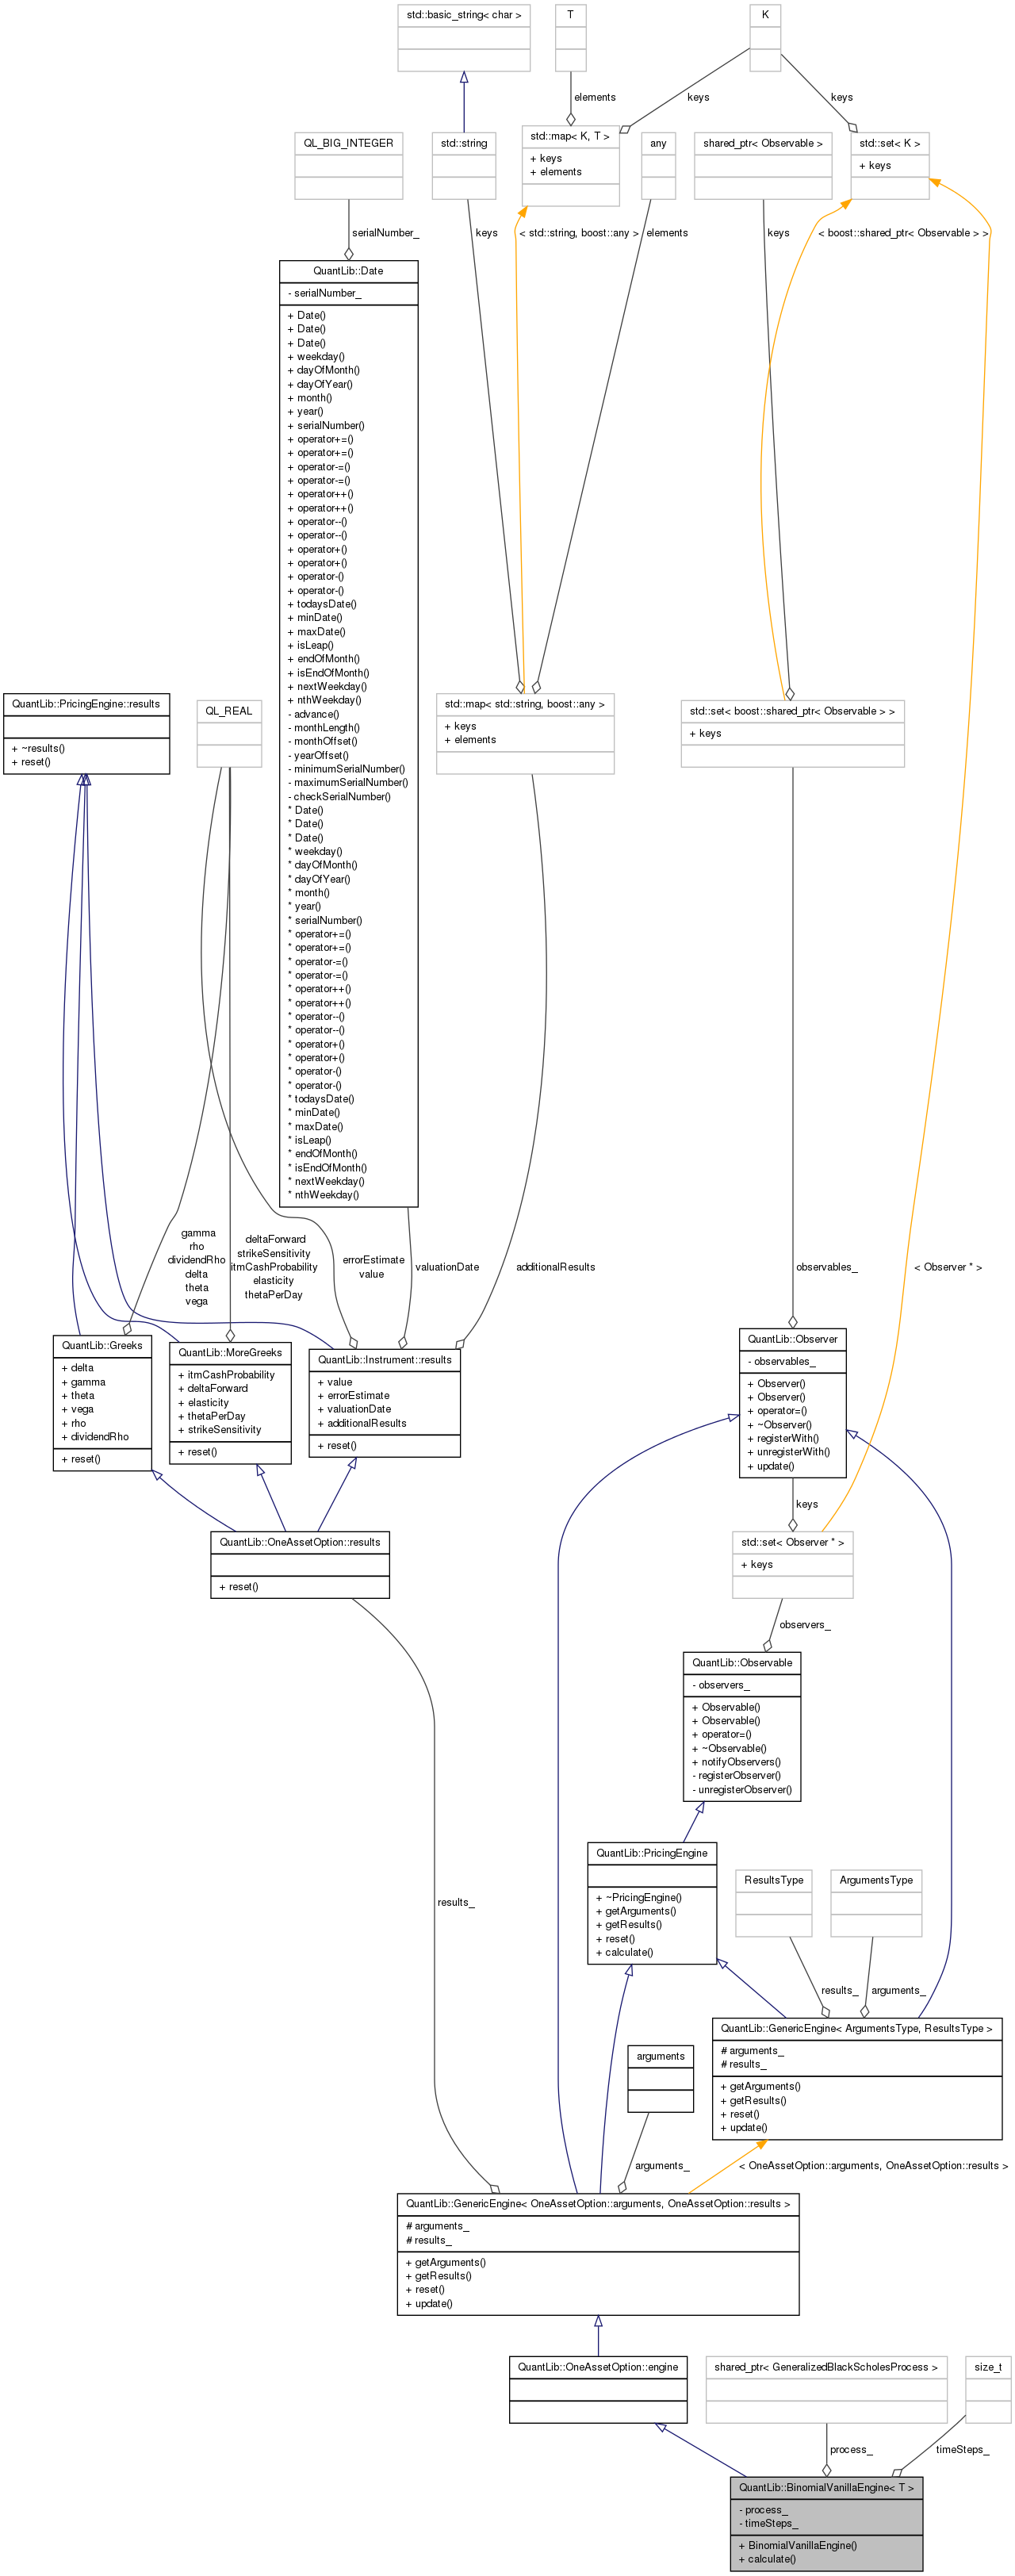 std::basic_string< char >
T
K
elements
keys
keys
QL_BIG_INTEGER
std::string
std::map< K, T >
+ keys
+ elements
any
shared_ptr< Observable >
std::set< K >
+ keys
serialNumber_
keys
< std::string, boost::any >
elements
keys
< boost::shared_ptr< Observable > >
QuantLib::Date
- serialNumber_
+ Date()
+ Date()
+ Date()
+ weekday()
+ dayOfMonth()
+ dayOfYear()
+ month()
+ year()
+ serialNumber()
+ operator+=()
+ operator+=()
+ operator-=()
+ operator-=()
+ operator++()
+ operator++()
+ operator--()
+ operator--()
+ operator+()
+ operator+()
+ operator-()
+ operator-()
+ todaysDate()
+ minDate()
+ maxDate()
+ isLeap()
+ endOfMonth()
+ isEndOfMonth()
+ nextWeekday()
+ nthWeekday()
- advance()
- monthLength()
- monthOffset()
- yearOffset()
- minimumSerialNumber()
- maximumSerialNumber()
- checkSerialNumber()
* Date()
* Date()
* Date()
* weekday()
* dayOfMonth()
* dayOfYear()
* month()
* year()
* serialNumber()
* operator+=()
* operator+=()
* operator-=()
* operator-=()
* operator++()
* operator++()
* operator--()
* operator--()
* operator+()
* operator+()
* operator-()
* operator-()
* todaysDate()
* minDate()
* maxDate()
* isLeap()
* endOfMonth()
* isEndOfMonth()
* nextWeekday()
* nthWeekday()
QuantLib::PricingEngine::results
+ ~results()
+ reset()
QL_REAL
std::map< std::string, boost::any >
+ keys
+ elements
std::set< boost::shared_ptr< Observable > >
+ keys
gamma
rho
dividendRho
delta
theta
vega
deltaForward
strikeSensitivity
itmCashProbability
elasticity
thetaPerDay
errorEstimate
value
valuationDate
additionalResults
observables_
< Observer * >
QuantLib::Greeks
+ delta
+ gamma
+ theta
+ vega
+ rho
+ dividendRho
+ reset()
QuantLib::MoreGreeks
+ itmCashProbability
+ deltaForward
+ elasticity
+ thetaPerDay
+ strikeSensitivity
+ reset()
QuantLib::Instrument::results
+ value
+ errorEstimate
+ valuationDate
+ additionalResults
+ reset()
QuantLib::Observer
- observables_
+ Observer()
+ Observer()
+ operator=()
+ ~Observer()
+ registerWith()
+ unregisterWith()
+ update()
keys
QuantLib::OneAssetOption::results
+ reset()
std::set< Observer * >
+ keys
observers_
QuantLib::Observable
- observers_
+ Observable()
+ Observable()
+ operator=()
+ ~Observable()
+ notifyObservers()
- registerObserver()
- unregisterObserver()
results_
QuantLib::PricingEngine
+ ~PricingEngine()
+ getArguments()
+ getResults()
+ reset()
+ calculate()
ResultsType
ArgumentsType
results_
arguments_
QuantLib::GenericEngine< ArgumentsType, ResultsType >
# arguments_
# results_
+ getArguments()
+ getResults()
+ reset()
+ update()
arguments
arguments_
< OneAssetOption::arguments, OneAssetOption::results >
QuantLib::GenericEngine< OneAssetOption::arguments, OneAssetOption::results >
# arguments_
# results_
+ getArguments()
+ getResults()
+ reset()
+ update()
QuantLib::OneAssetOption::engine
shared_ptr< GeneralizedBlackScholesProcess >
size_t
process_
timeSteps_
QuantLib::BinomialVanillaEngine< T >
- process_
- timeSteps_
+ BinomialVanillaEngine()
+ calculate()